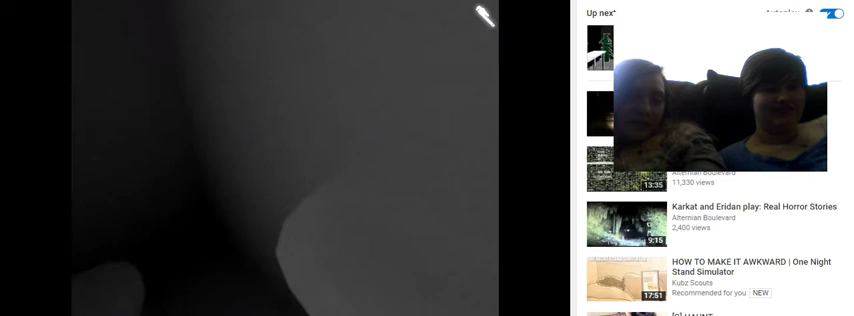 Up next
Autoplay
Alternian Boulevard
11,330 views
13:35
Karkat and Eridan play: Real Horror Stories
Alternian Boulevard
2,400 views
9:15
HOW TO MAKE IT AWKWARD | One Night
Stand Simulator
Kubz Scouts
Recommended for you NEW
17:51
[S] HAUNT